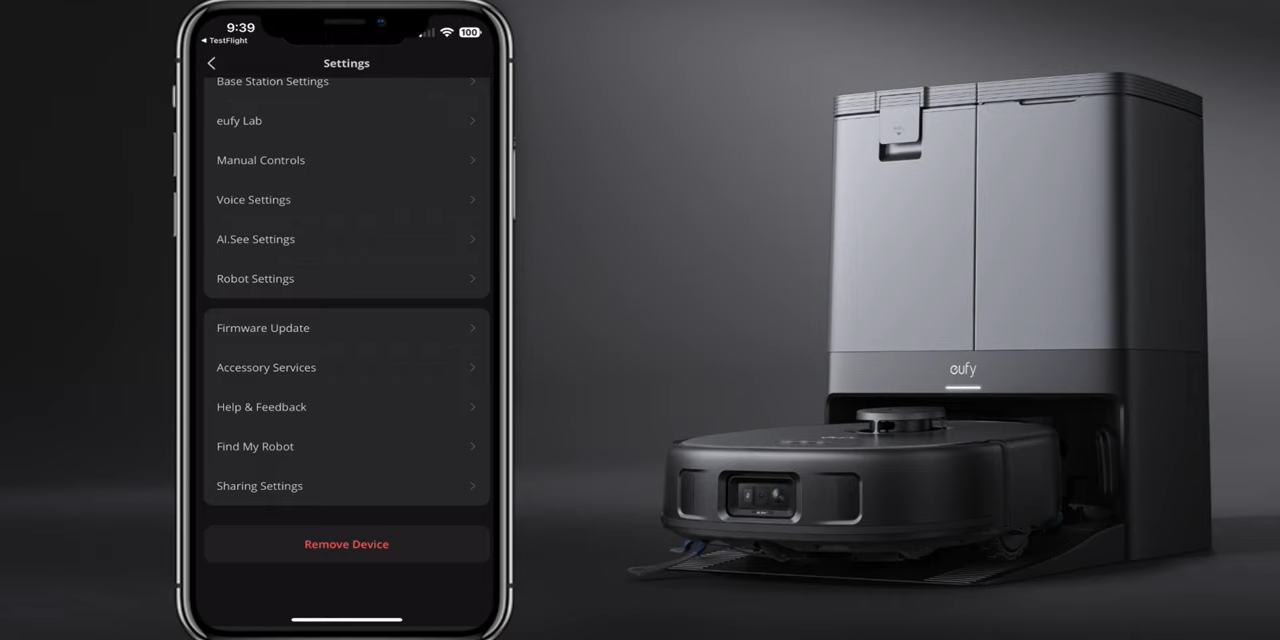 9:39
100
TestFlight
Settings
Base Station Settings
eufy Lab
Manual Controls
Voice Settings
AI.See Settings
Robot Settings
Firmware Update
Accessory Services
Help & Feedback
Find My Robot
Sharing Settings
Remove Device
eufy